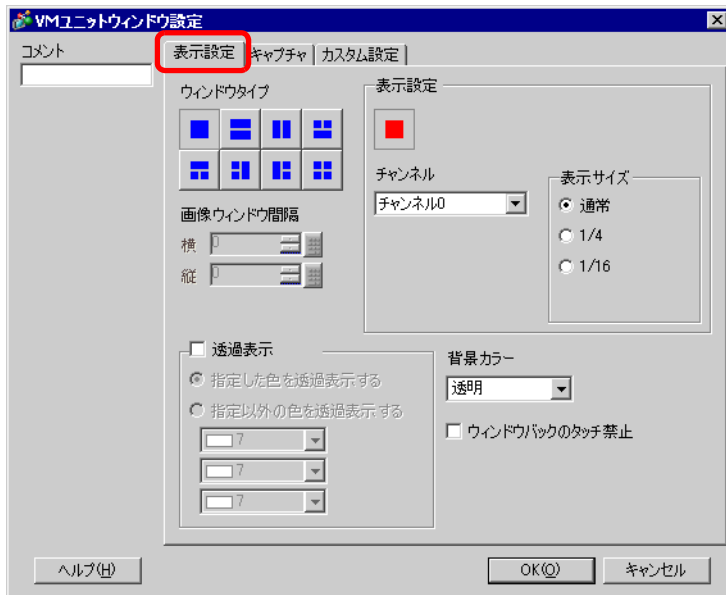 VMユニットウィンドウ設定
コメント
表示設定
キャプチャ
カスタム設定
ウィンドウタイプ
表示設定
チャンネル
チャンネル0
表示サイズ
通常
1/4
1/16
画像ウィンドウ間隔
横 0
縦 0
透過表示
指定した色を透過表示する
指定以外の色を透過表示する
7
7
7
背景カラー
透明
ウィンドウバックのタッチ禁止
ヘルプ(H)
OK(O)
キャンセル